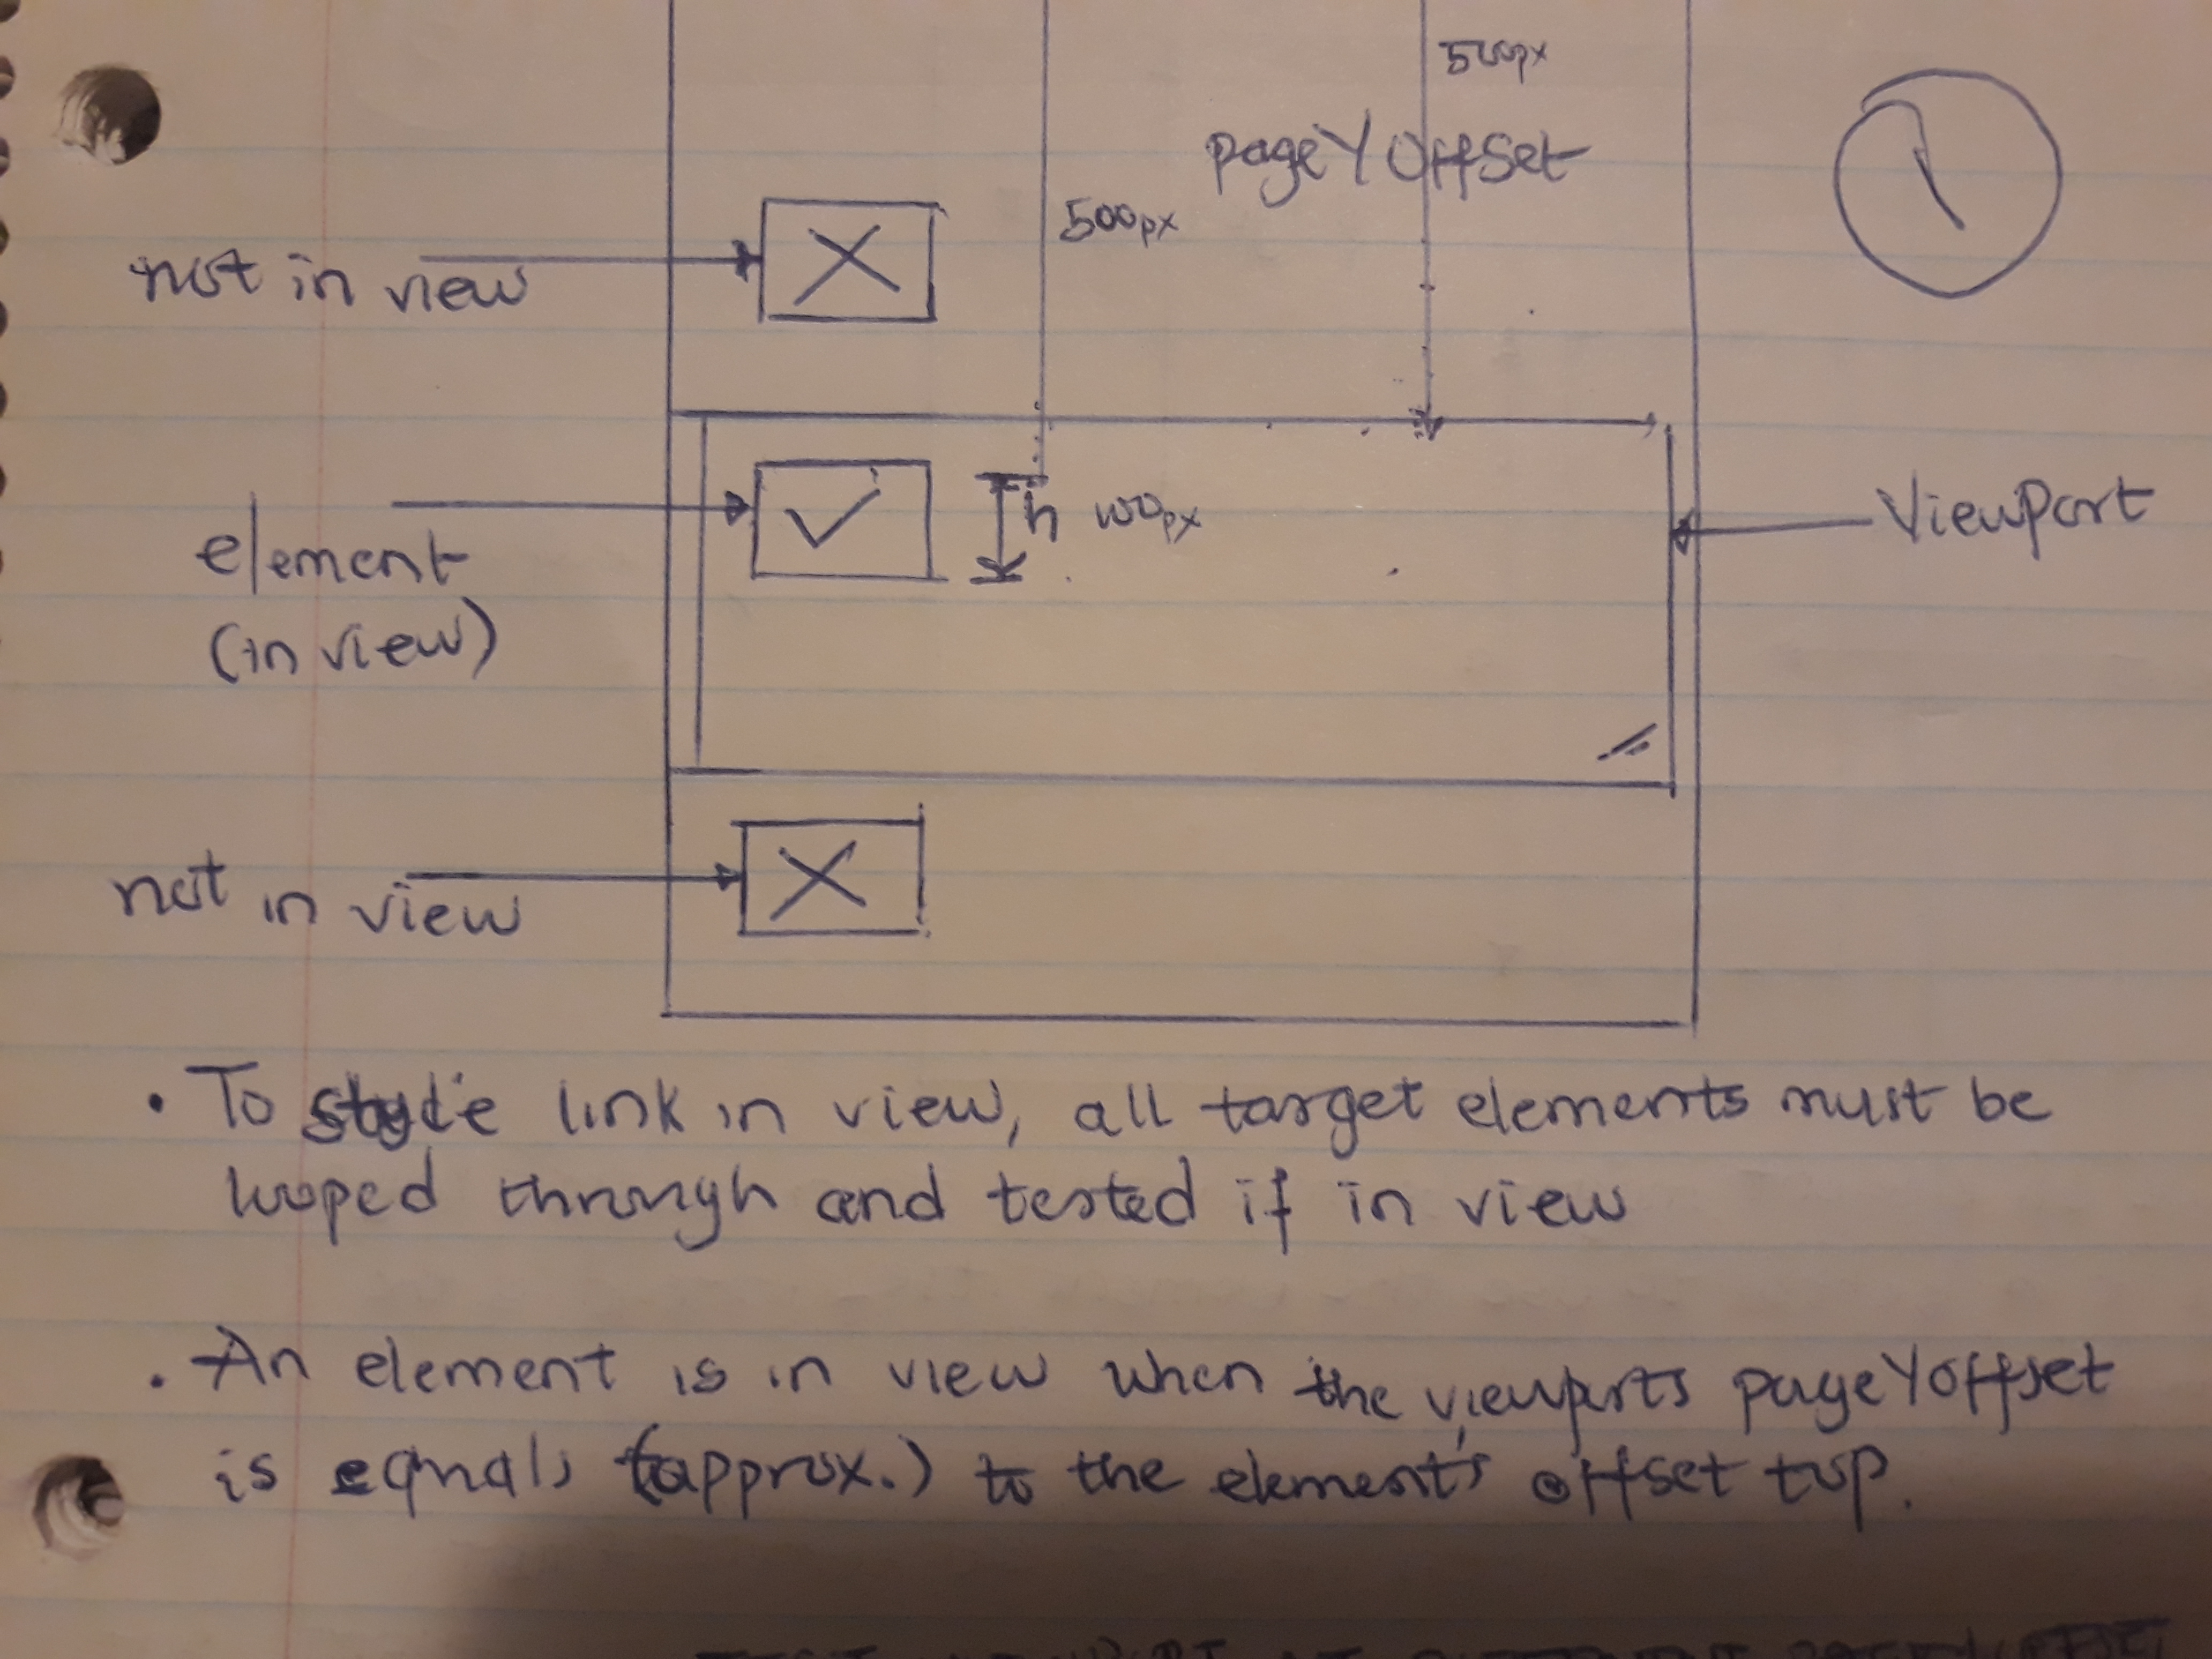 500px
pageYOffset
500px
not in view
h 100px
ViewPort
element
(in view)
not in view
• To style link in view, all target elements must be
looped through and tested if in view
• An element is in view when the viewports pageYoffset
is equals (approx.) to the element's offset top.